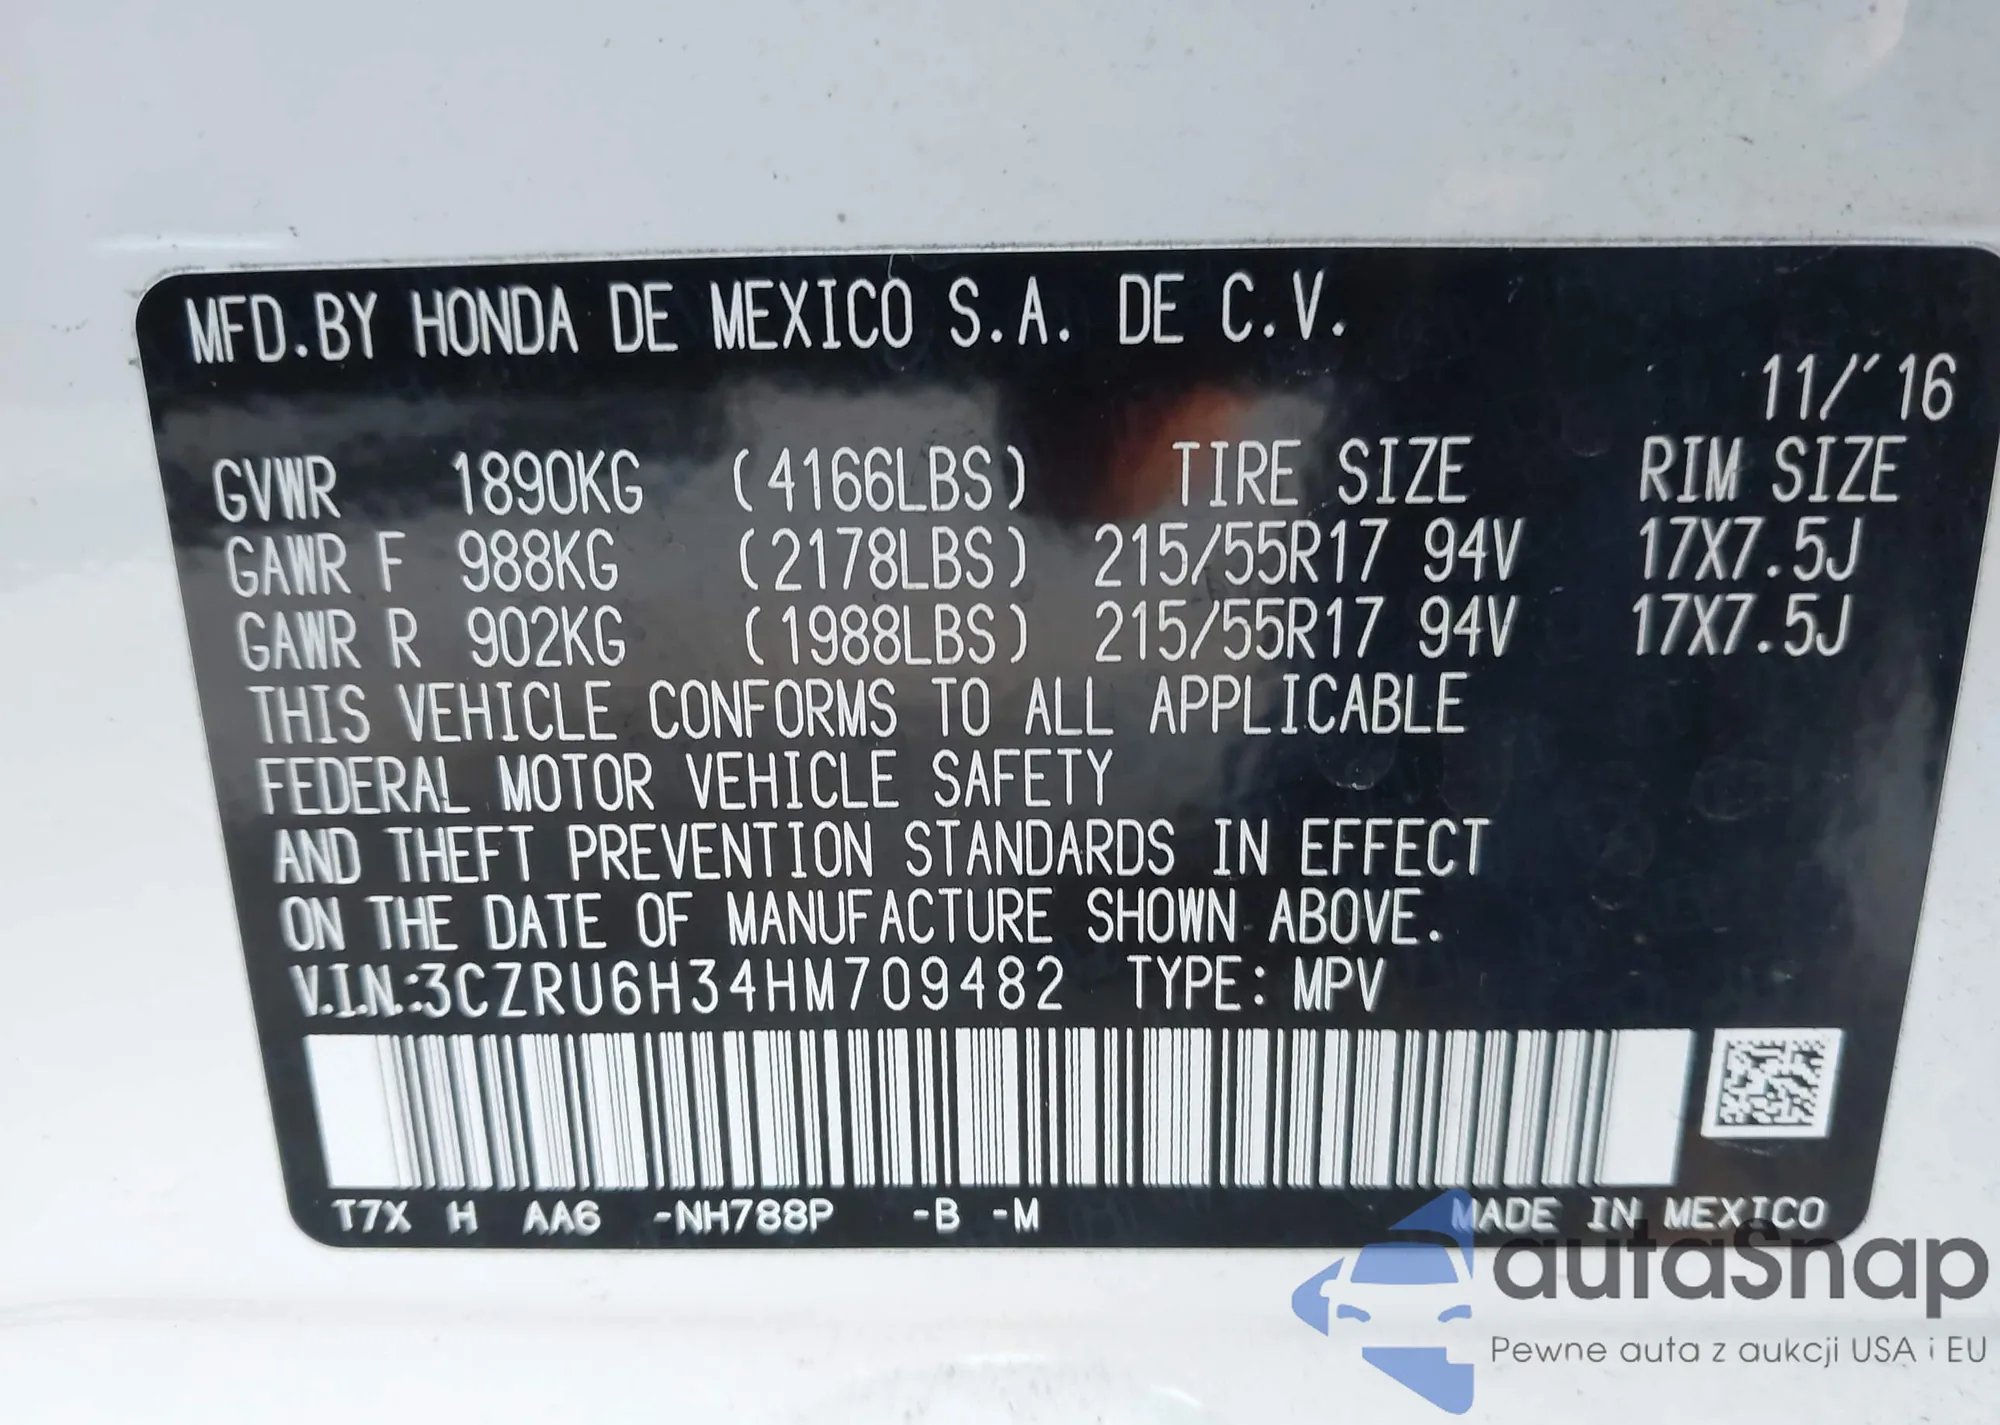 MFD.BY HONDA DE MEXICO S.A. DE C.V.
11/'16
GVWR 1890KG (4166LBS) TIRE SIZE RIM SIZE
GAWR F 988KG (2178LBS) 215/55R17 94V 17X7.5J
GAWR R 902KG (1988LBS) 215/55R17 94V 17X7.5J
THIS VEHICLE CONFORMS TO ALL APPLICABLE
FEDERAL MOTOR VEHICLE SAFETY
AND THEFT PREVENTION STANDARDS IN EFFECT
ON THE DATE OF MANUFACTURE SHOWN ABOVE.
V.I.N.:3CZRU6H34HM709482 TYPE: MPV
T7X H AA6 -NH788P -B -M MADE IN MEXICO
autoSnap
Pewne auta z aukcji USA i EU